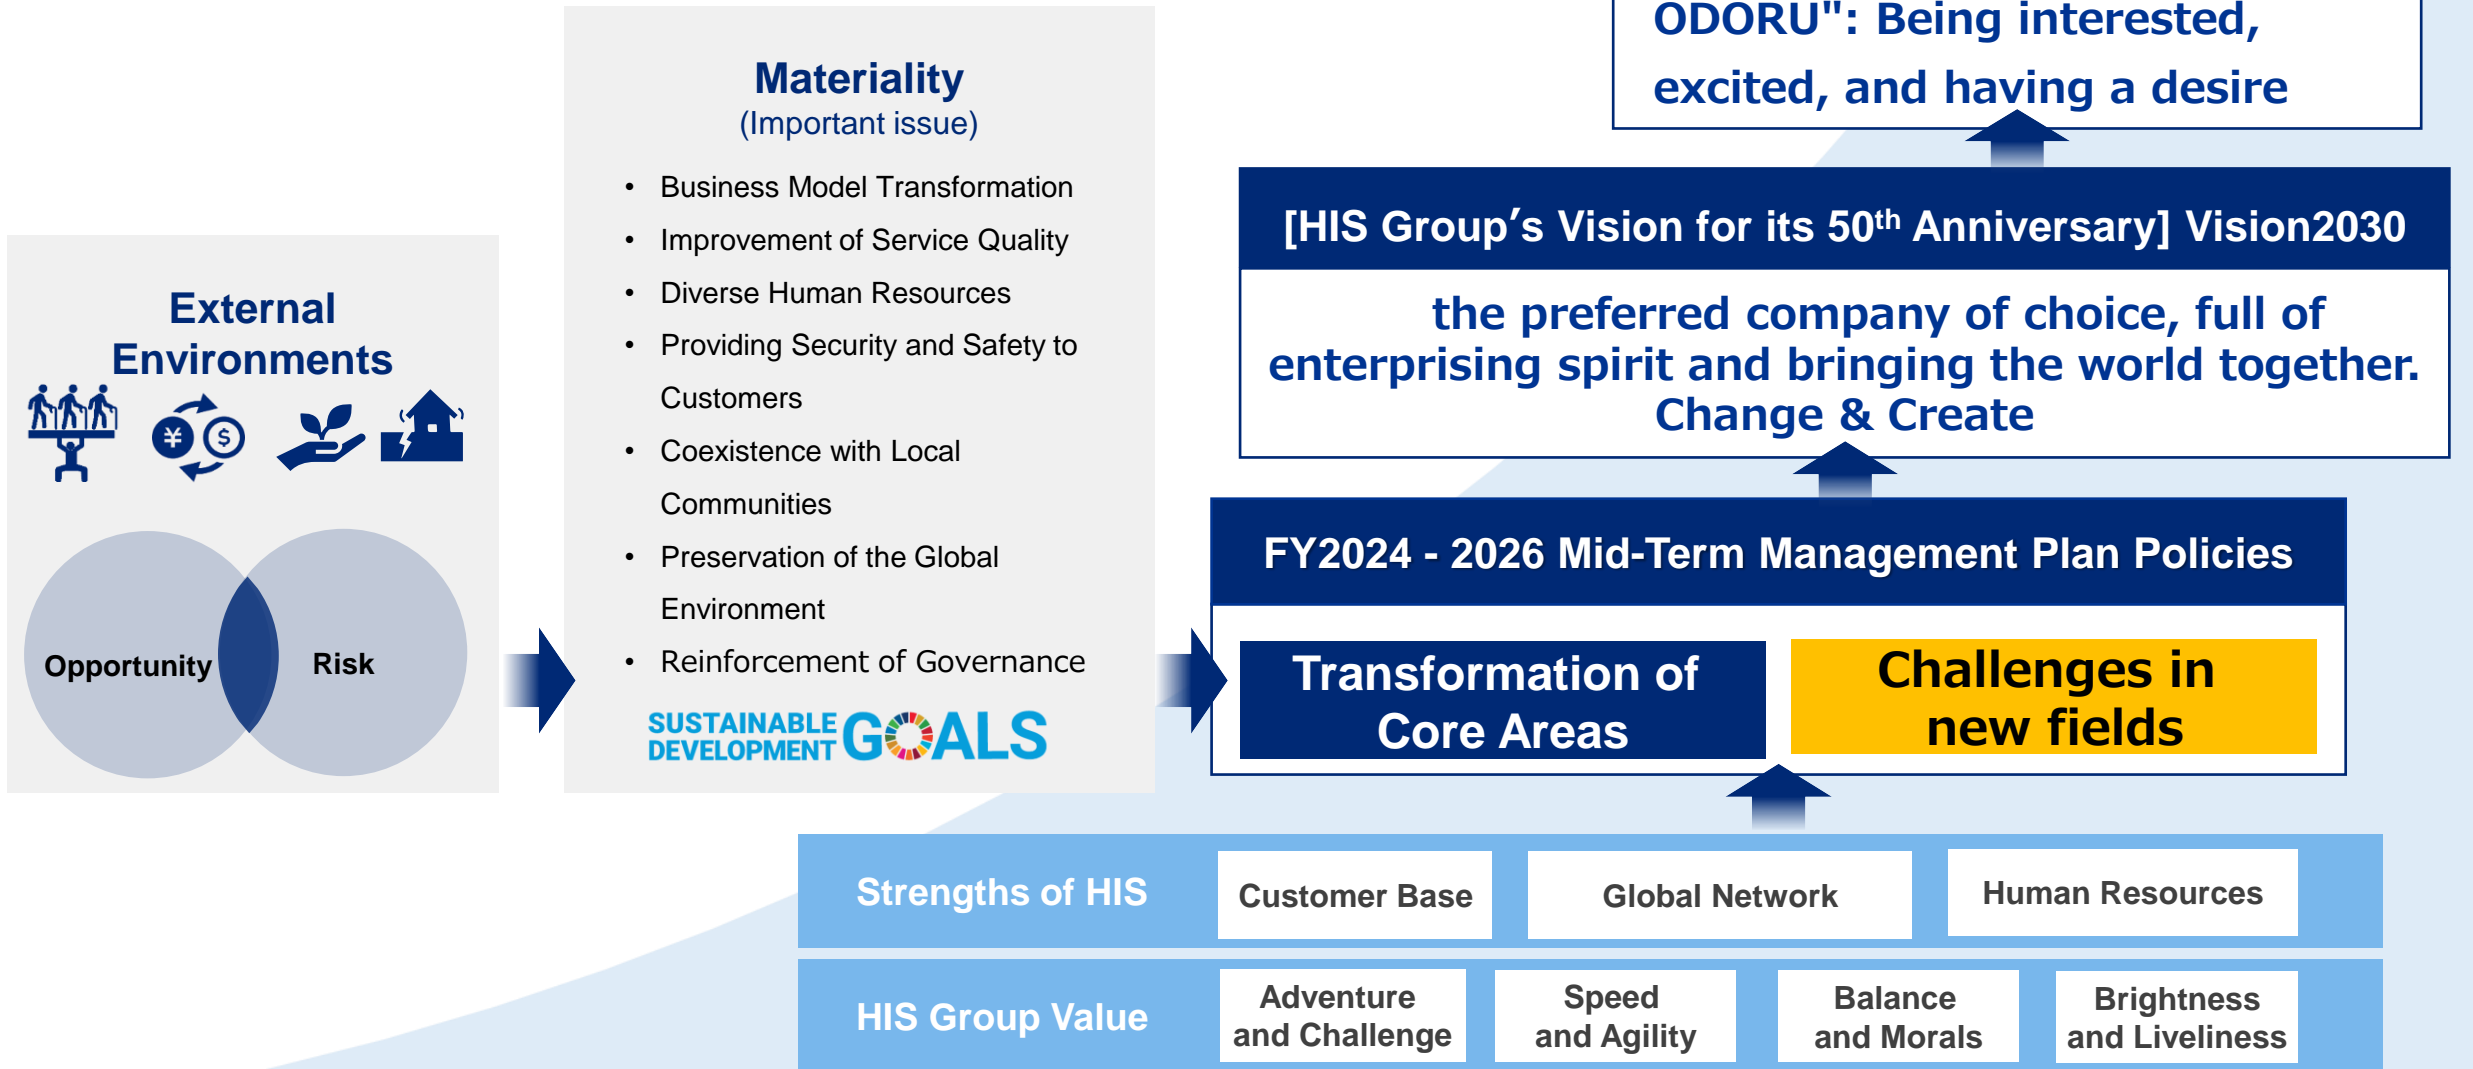 External
Environments
¥
$
Opportunity
Risk
Materiality
(Important issue)
• Business Model Transformation
• Improvement of Service Quality
• Diverse Human Resources
• Providing Security and Safety to
Customers
• Coexistence with Local
Communities
• Preservation of the Global
Environment
• Reinforcement of Governance
SUSTAINABLE
DEVELOPMENT
GOALS
ODORU": Being interested,
excited, and having a desire
[HIS Group’s Vision for its 50th Anniversary] Vision2030
the preferred company of choice, full of
enterprising spirit and bringing the world together.
Change & Create
FY2024 - 2026 Mid-Term Management Plan Policies
Transformation of
Core Areas
Challenges in
new fields
Strengths of HIS
Customer Base
Global Network
Human Resources
HIS Group Value
Adventure
and Challenge
Speed
and Agility
Balance
and Morals
Brightness
and Liveliness